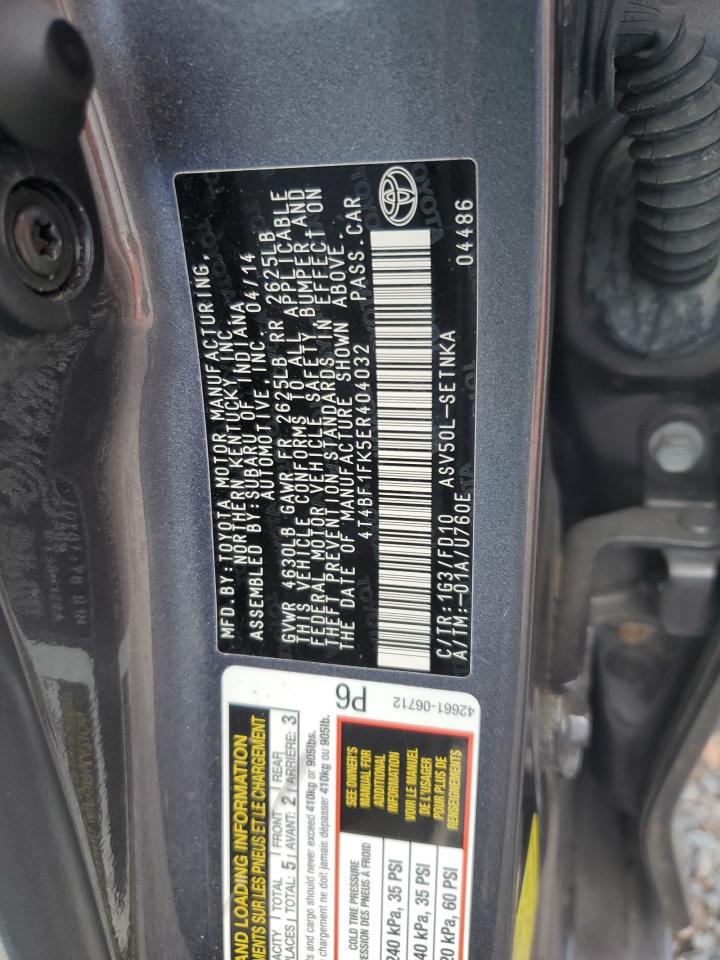 MFD.BY:TOYOTA MOTOR MANUFACTURING,
NORTHERN KENTUCKY,INC.
ASSEMBLED BY:SUBARU OF INDIANA
AUTOMOTIVE, INC. 04/14
GVWR 4630LB GAWR FR 2625LB RR 2625LB
THIS VEHICLE CONFORMS TO ALL APPLICABLE
FEDERAL MOTOR VEHICLE SAFETY, BUMPER AND
THEFT PREVENTION STANDARDS IN EFFECT ON
THE DATE OF MANUFACTURE SHOWN ABOVE.
4T4BF1FK5ER404032 PASS.CAR
C/TR:1G3/FD10 ASV50L-SETNKA
A/TM:-01A/U760E 04486
TOYOTA
P6
42661-06712
AND LOADING INFORMATION
SUR LES PNEUS ET LE CHARGEMENT
TOTAL: 5 FRONT AVANT: 2 REAR ARRIÈRE: 3
and cargo should never exceed 410kg or 905lbs.
chargement ne doit jamais dépasser 410kg ou 905lb.
COLD TIRE PRESSURE
PNEUS À FROID
240 kPa, 35 PSI
40 kPa, 35 PSI
20 kPa, 60 PSI
SEE OWNER'S
MANUAL FOR
ADDITIONAL
INFORMATION
VOIR LE MANUEL
DE L'USAGER
POUR PLUS DE
RENSEIGNEMENTS